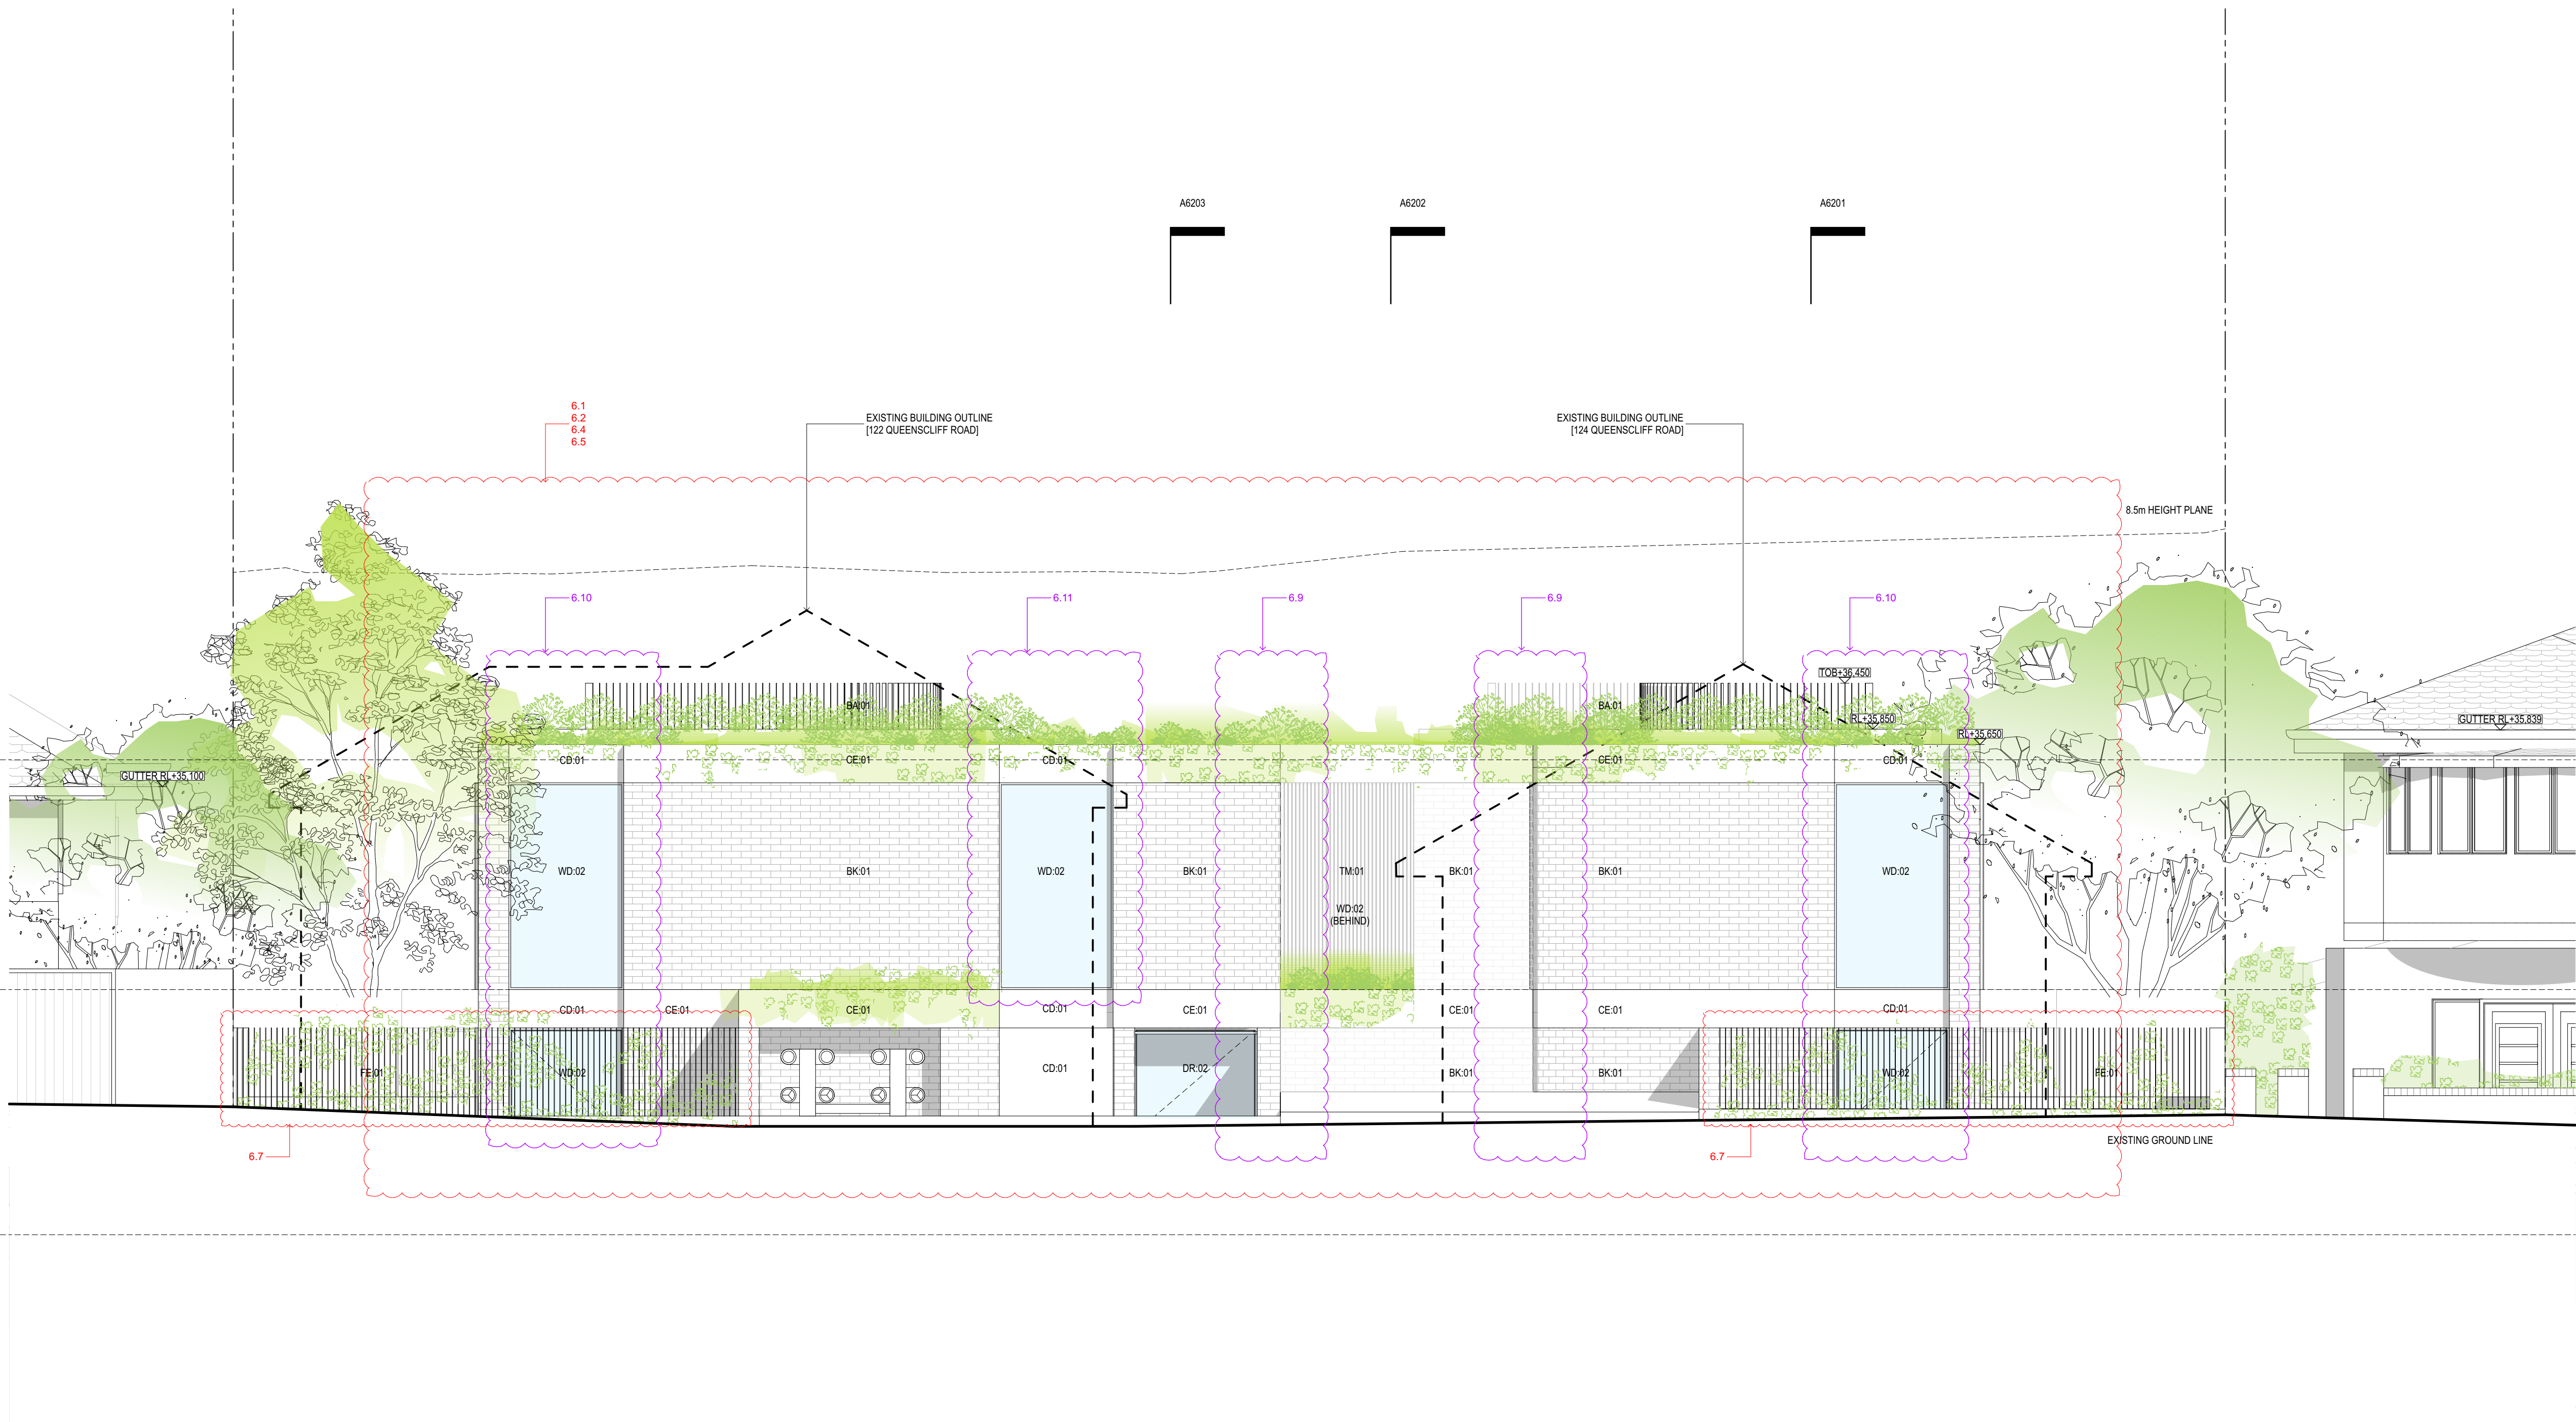 A6203
A6202
A6201
6.1
6.2
6.4
6.5
EXISTING BUILDING OUTLINE
[122 QUEENSCLIFF ROAD]
EXISTING BUILDING OUTLINE
[124 QUEENSCLIFF ROAD]
8.5m HEIGHT PLANE
6.10
6.11
6.9
6.9
6.10
TOB+36.450
BA:01
BA:01
RL+35.850
GUTTER RL+35.839
RL+35.650
CD:01
CE:01
CD:01
CE:01
CD:01
GUTTER RL+35.100
WD:02
BK:01
WD:02
BK:01
TM:01
BK:01
BK:01
WD:02
WD:02
(BEHIND)
CD:01
CE:01
CE:01
CD:01
CE:01
CE:01
CE:01
CD:01
FE:01
WD:02
CD:01
DR:02
BK:01
BK:01
WD:02
FE:01
EXISTING GROUND LINE
6.7
6.7